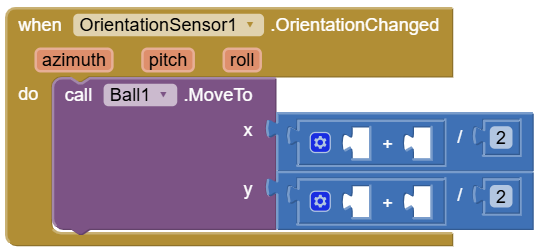 when OrientationSensor1 .OrientationChanged
azimuth pitch roll
do call Ball1 .MoveTo
x + / 2
y + / 2